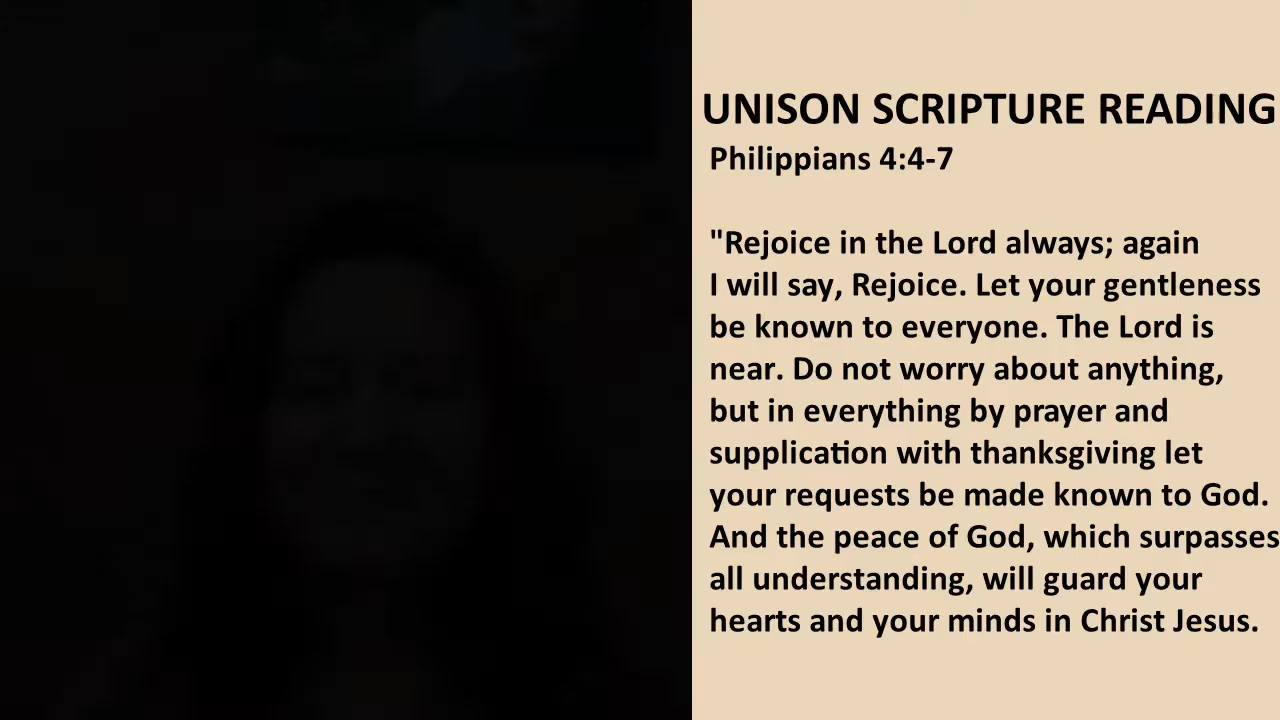 UNISON SCRIPTURE READING
Philippians 4:4-7
"Rejoice in the Lord always; again
I will say, Rejoice. Let your gentleness
be known to everyone. The Lord is
near. Do not worry about anything,
but in everything by prayer and
supplication with thanksgiving let
your requests be made known to God.
And the peace of God, which surpasses
all understanding, will guard your
hearts and your minds in Christ Jesus.